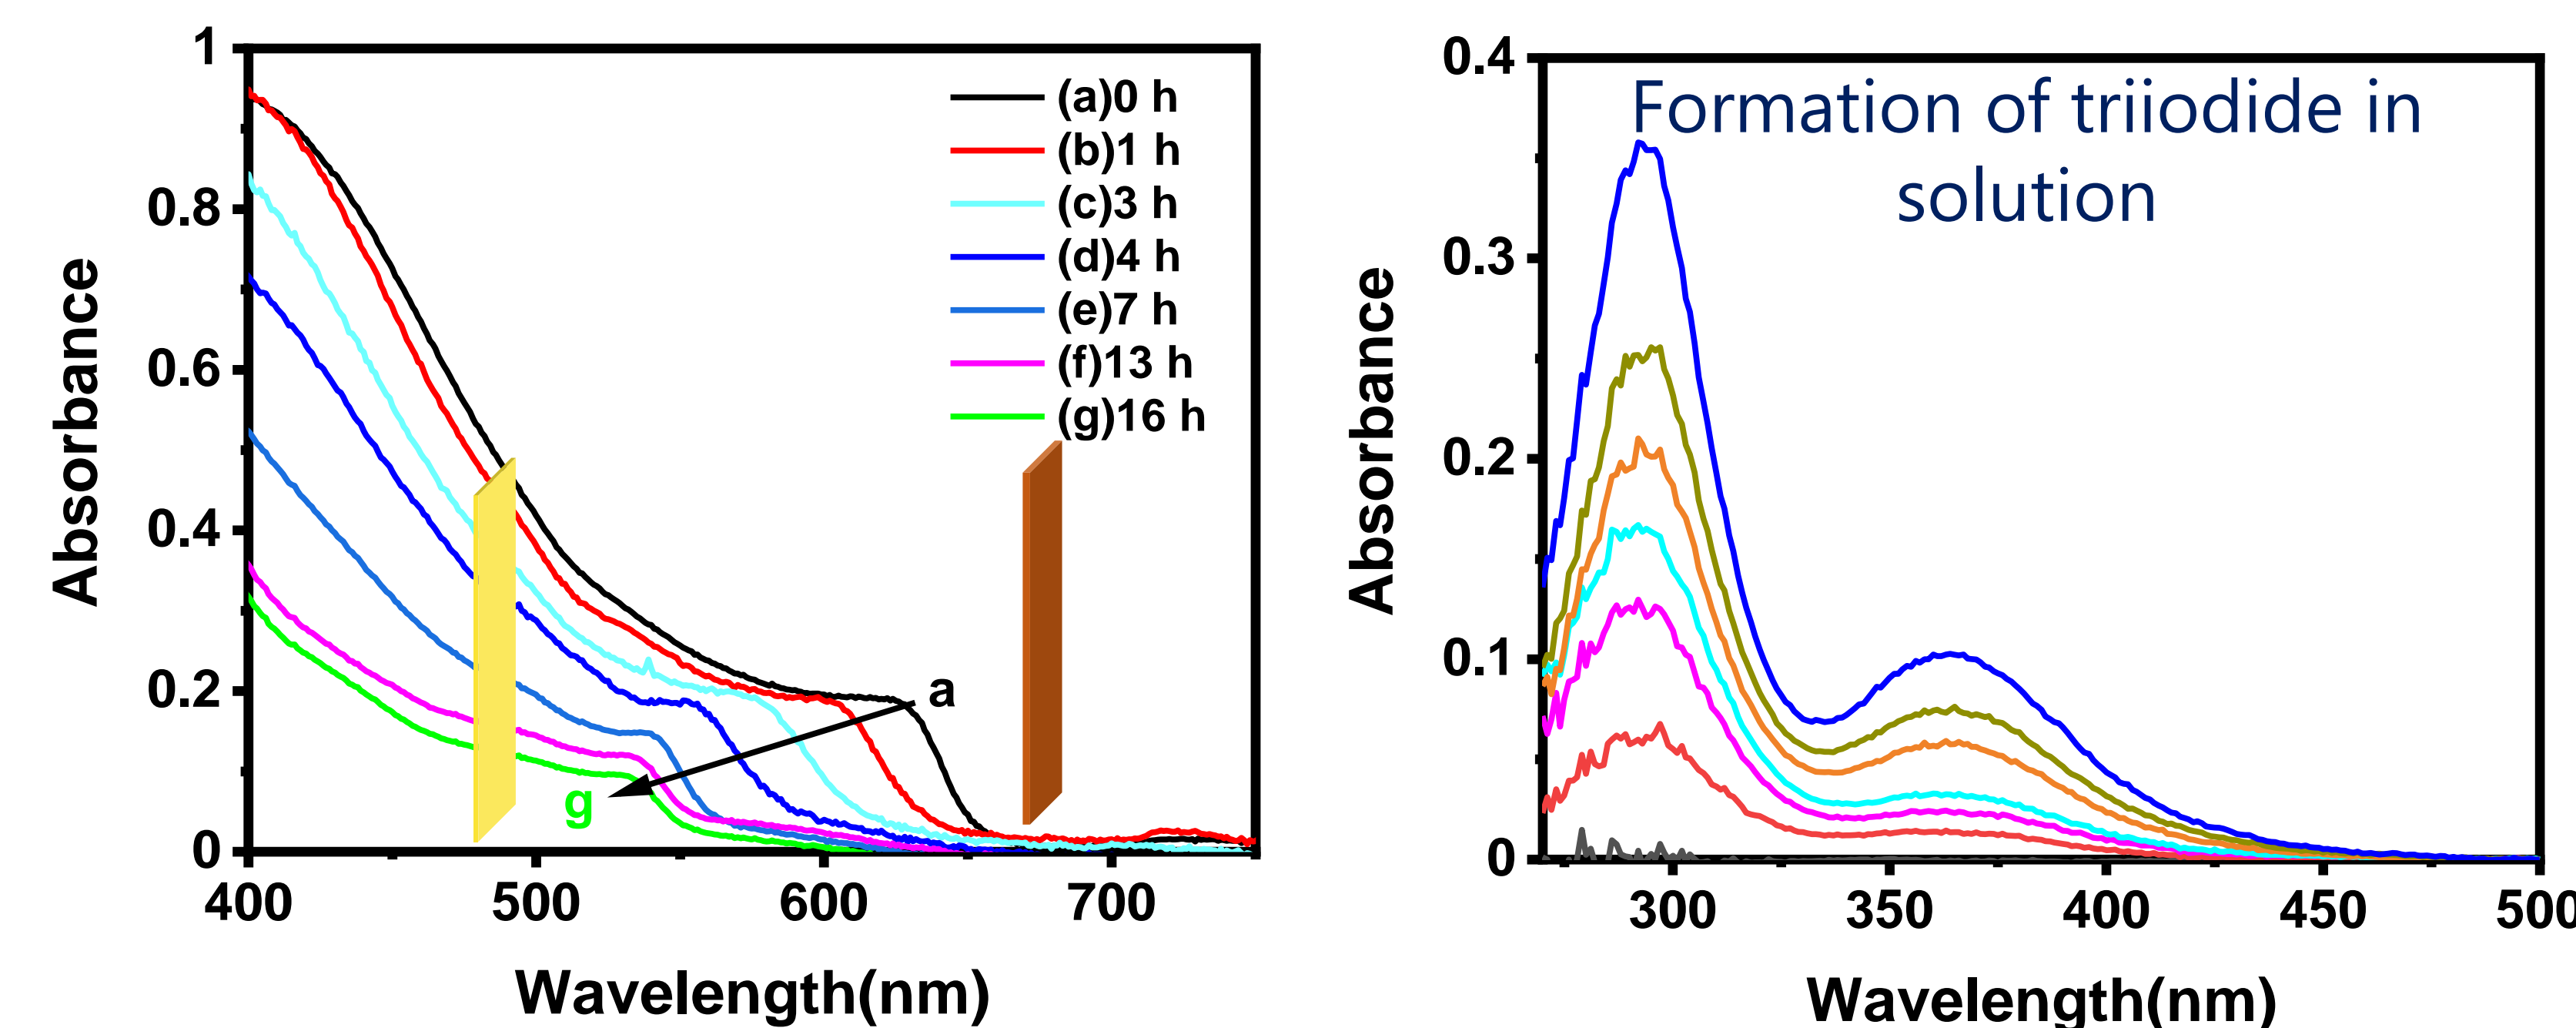 1
0.8
0.6
0.4
0.2
0
Absorbance
400
500
600
700
Wavelength(nm)
(a)0 h
(b)1 h
(c)3 h
(d)4 h
(e)7 h
(f)13 h
(g)16 h
a
g
0.4
0.3
0.2
0.1
0
Absorbance
Formation of triiodide in
solution
300
350
400
450
500
Wavelength(nm)